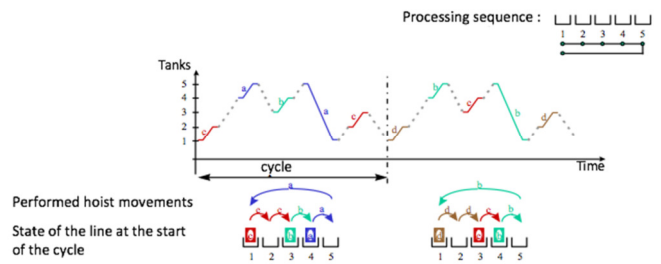 Processing sequence :
1 2 3 4 5
Tanks
5
4
3
2
1
c a b a c d b c b d
cycle
Time
a b
Performed hoist movements
c c b a d d c b
State of the line at the start
of the cycle
1 2 3 4 5 1 2 3 4 5